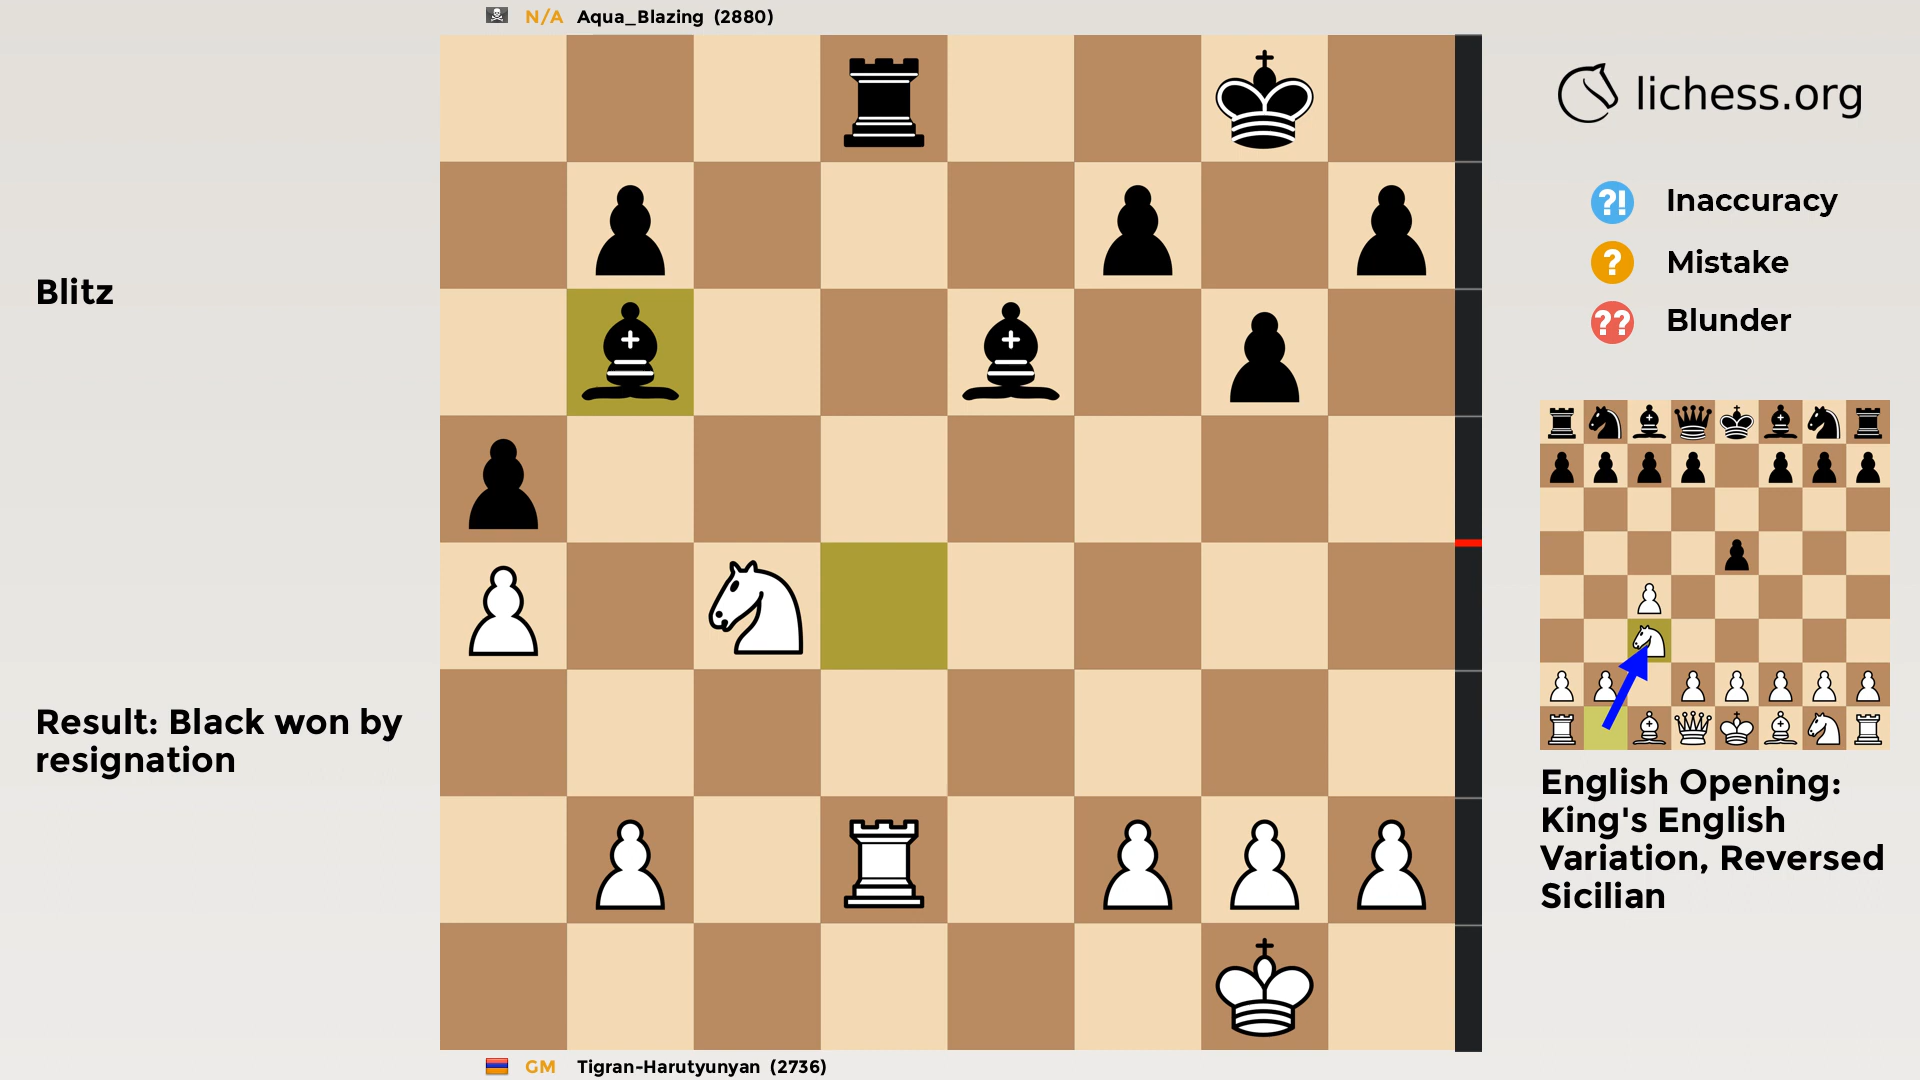 N/A Aqua_Blazing (2880)
lichess.org
?! Inaccuracy
? Mistake
?? Blunder
Blitz
Result: Black won by
resignation
English Opening:
King's English
Variation, Reversed
Sicilian
GM Tigran-Harutyunyan (2736)